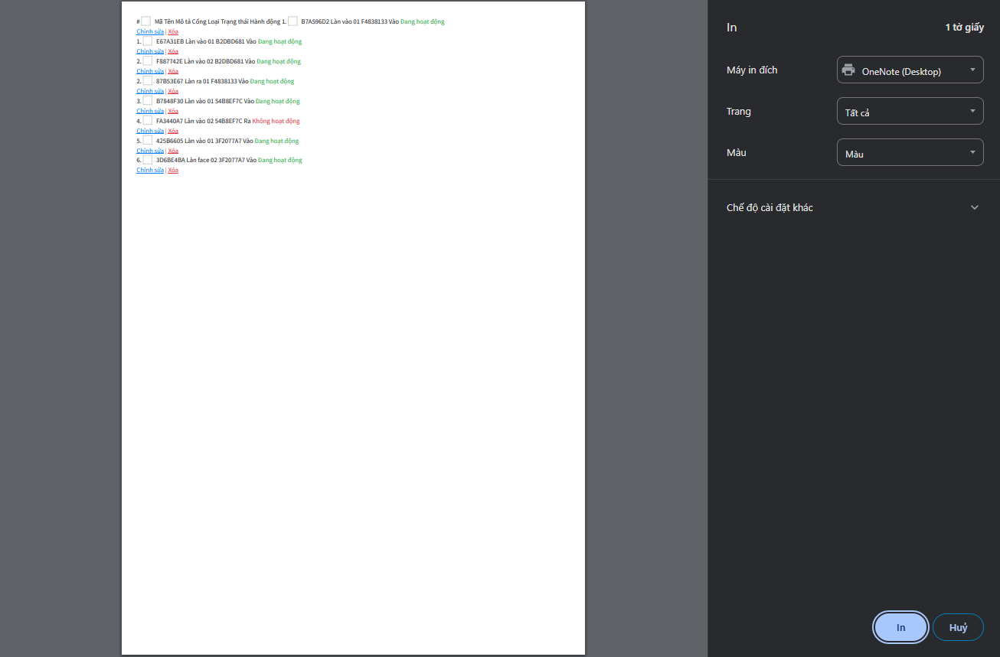 # Mã Tên Mô tả Cổng Loại Trạng thái Hành động 1. B7A596D2 Làn vào 01 F4838133 Vào Đang hoạt động
Chỉnh sửa | Xóa
1. E67A31EB Làn vào 01 B2DBD681 Vào Đang hoạt động
Chỉnh sửa | Xóa
2. F887742E Làn vào 02 B2DBD681 Vào Đang hoạt động
Chỉnh sửa | Xóa
2. 87B53E67 Làn ra 01 F4838133 Vào Đang hoạt động
Chỉnh sửa | Xóa
3. B7848F30 Làn vào 01 54B8EF7C Vào Đang hoạt động
Chỉnh sửa | Xóa
4. FA3440A7 Làn vào 02 54B8EF7C Ra Không hoạt động
Chỉnh sửa | Xóa
5. 425B6605 Làn vào 01 3F2077A7 Vào Đang hoạt động
Chỉnh sửa | Xóa
6. 3D6BE4BA Làn face 02 3F2077A7 Vào Đang hoạt động
Chỉnh sửa | Xóa
In 1 tờ giấy
Máy in đích OneNote (Desktop)
Trang Tất cả
Màu Màu
Chế độ cài đặt khác
In Huỷ